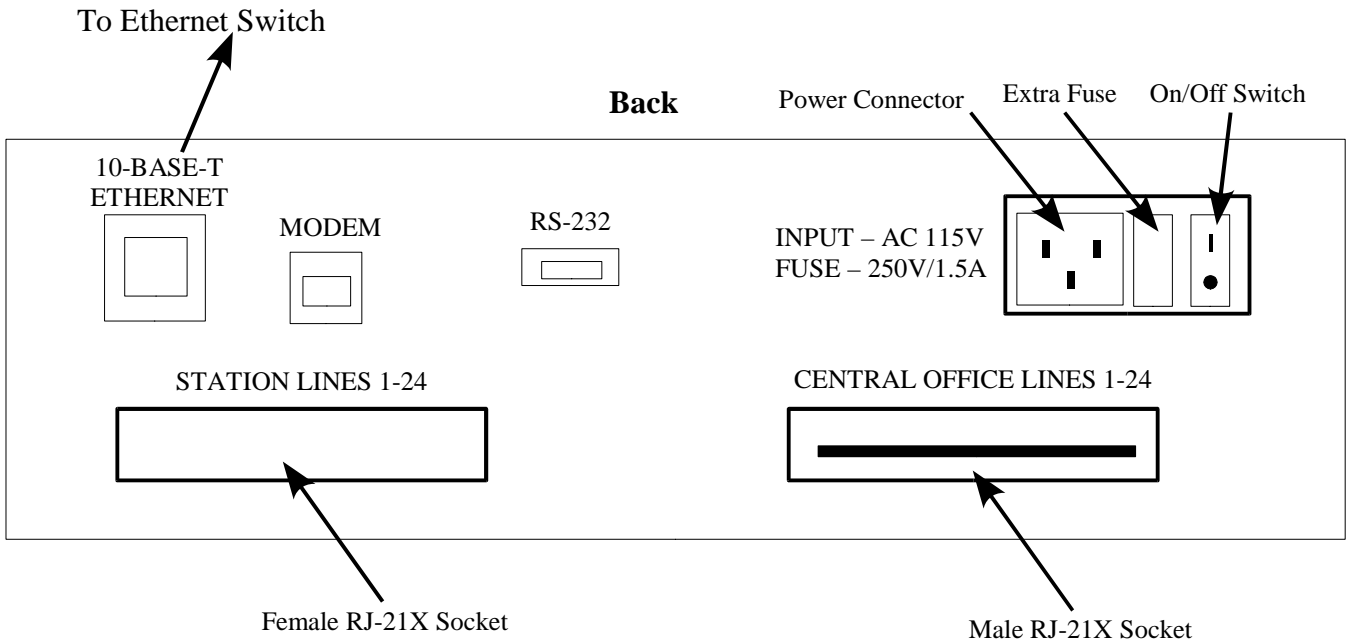 To Ethernet Switch
Back
Power Connector
Extra Fuse
On/Off Switch
10-BASE-T
ETHERNET
MODEM
RS-232
INPUT – AC 115V
FUSE – 250V/1.5A
STATION LINES 1-24
CENTRAL OFFICE LINES 1-24
Female RJ-21X Socket
Male RJ-21X Socket